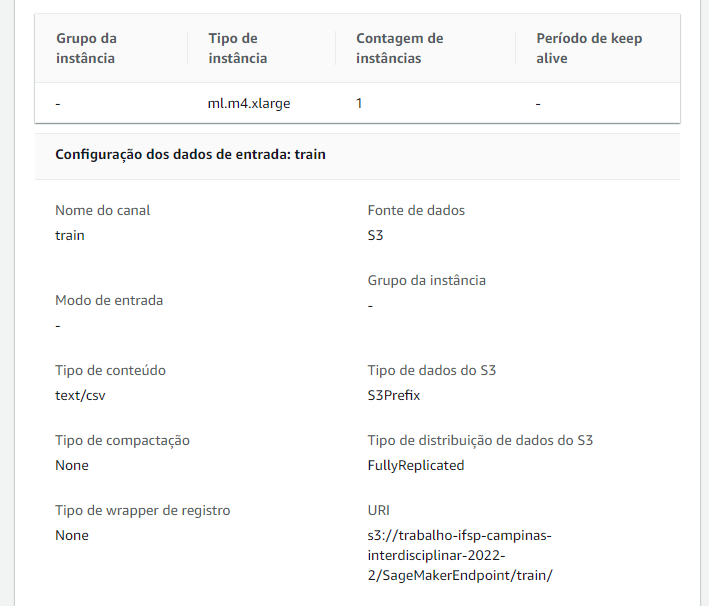 Grupo da instância
Tipo de instância
Contagem de instâncias
Período de keep alive
-
ml.m4.xlarge
1
-
Configuração dos dados de entrada: train
Nome do canal
train
Fonte de dados
S3
Modo de entrada
-
Grupo da instância
-
Tipo de conteúdo
text/csv
Tipo de dados do S3
S3Prefix
Tipo de compactação
None
Tipo de distribuição de dados do S3
FullyReplicated
Tipo de wrapper de registro
None
URI
s3://trabalho-ifsp-campinas-
interdisciplinar-2022-
2/SageMakerEndpoint/train/